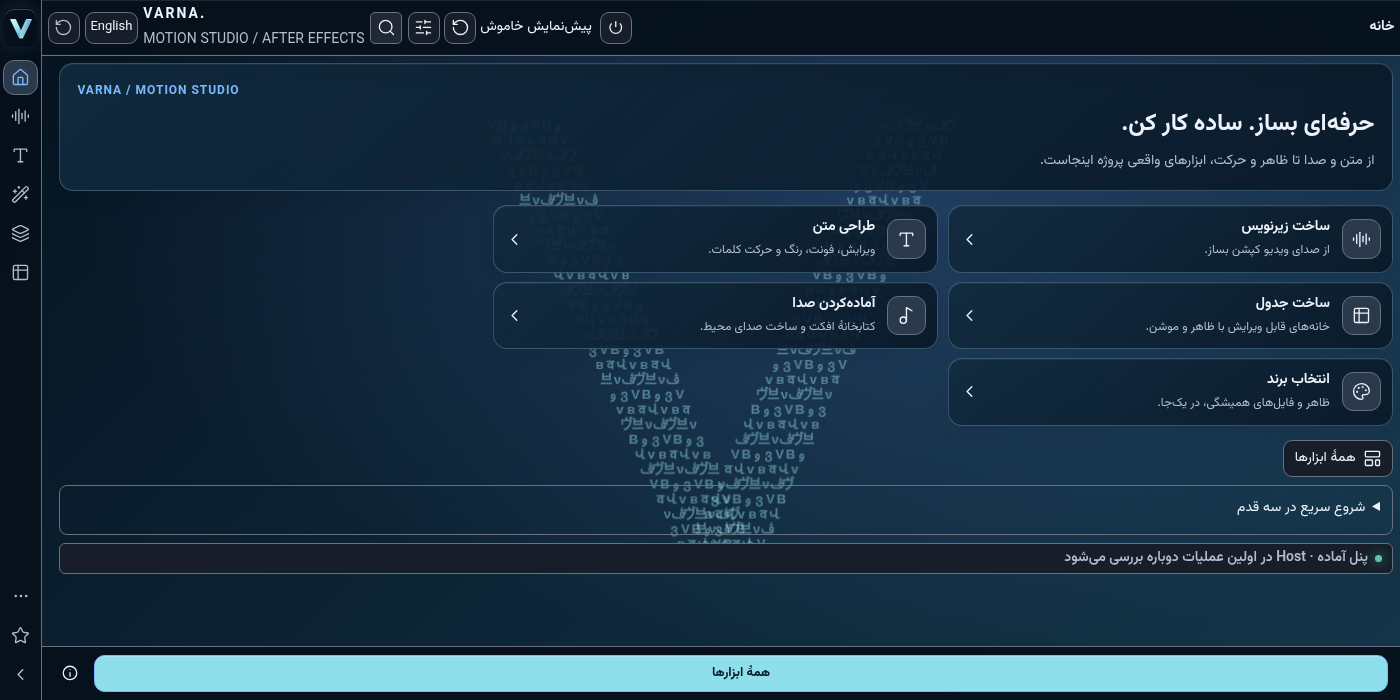 خانه
پیش‌نمایش خاموش
VARNA.
MOTION STUDIO / AFTER EFFECTS
English
VARNA / MOTION STUDIO
حرفه‌ای بساز. ساده کار کن.
از متن و صدا تا ظاهر و حرکت، ابزارهای واقعی پروژه اینجاست.
ساخت زیرنویس
از صدای ویدیو کپشن بساز.
طراحی متن
ویرایش، فونت، رنگ و حرکت کلمات.
ساخت جدول
خانه‌های قابل ویرایش با ظاهر و موشن.
آماده‌کردن صدا
کتابخانهٔ افکت و ساخت صدای محیط.
انتخاب برند
ظاهر و فایل‌های همیشگی، در یک‌جا.
همهٔ ابزارها
شروع سریع در سه قدم
پنل آماده · Host در اولین عملیات دوباره بررسی می‌شود
همهٔ ابزارها